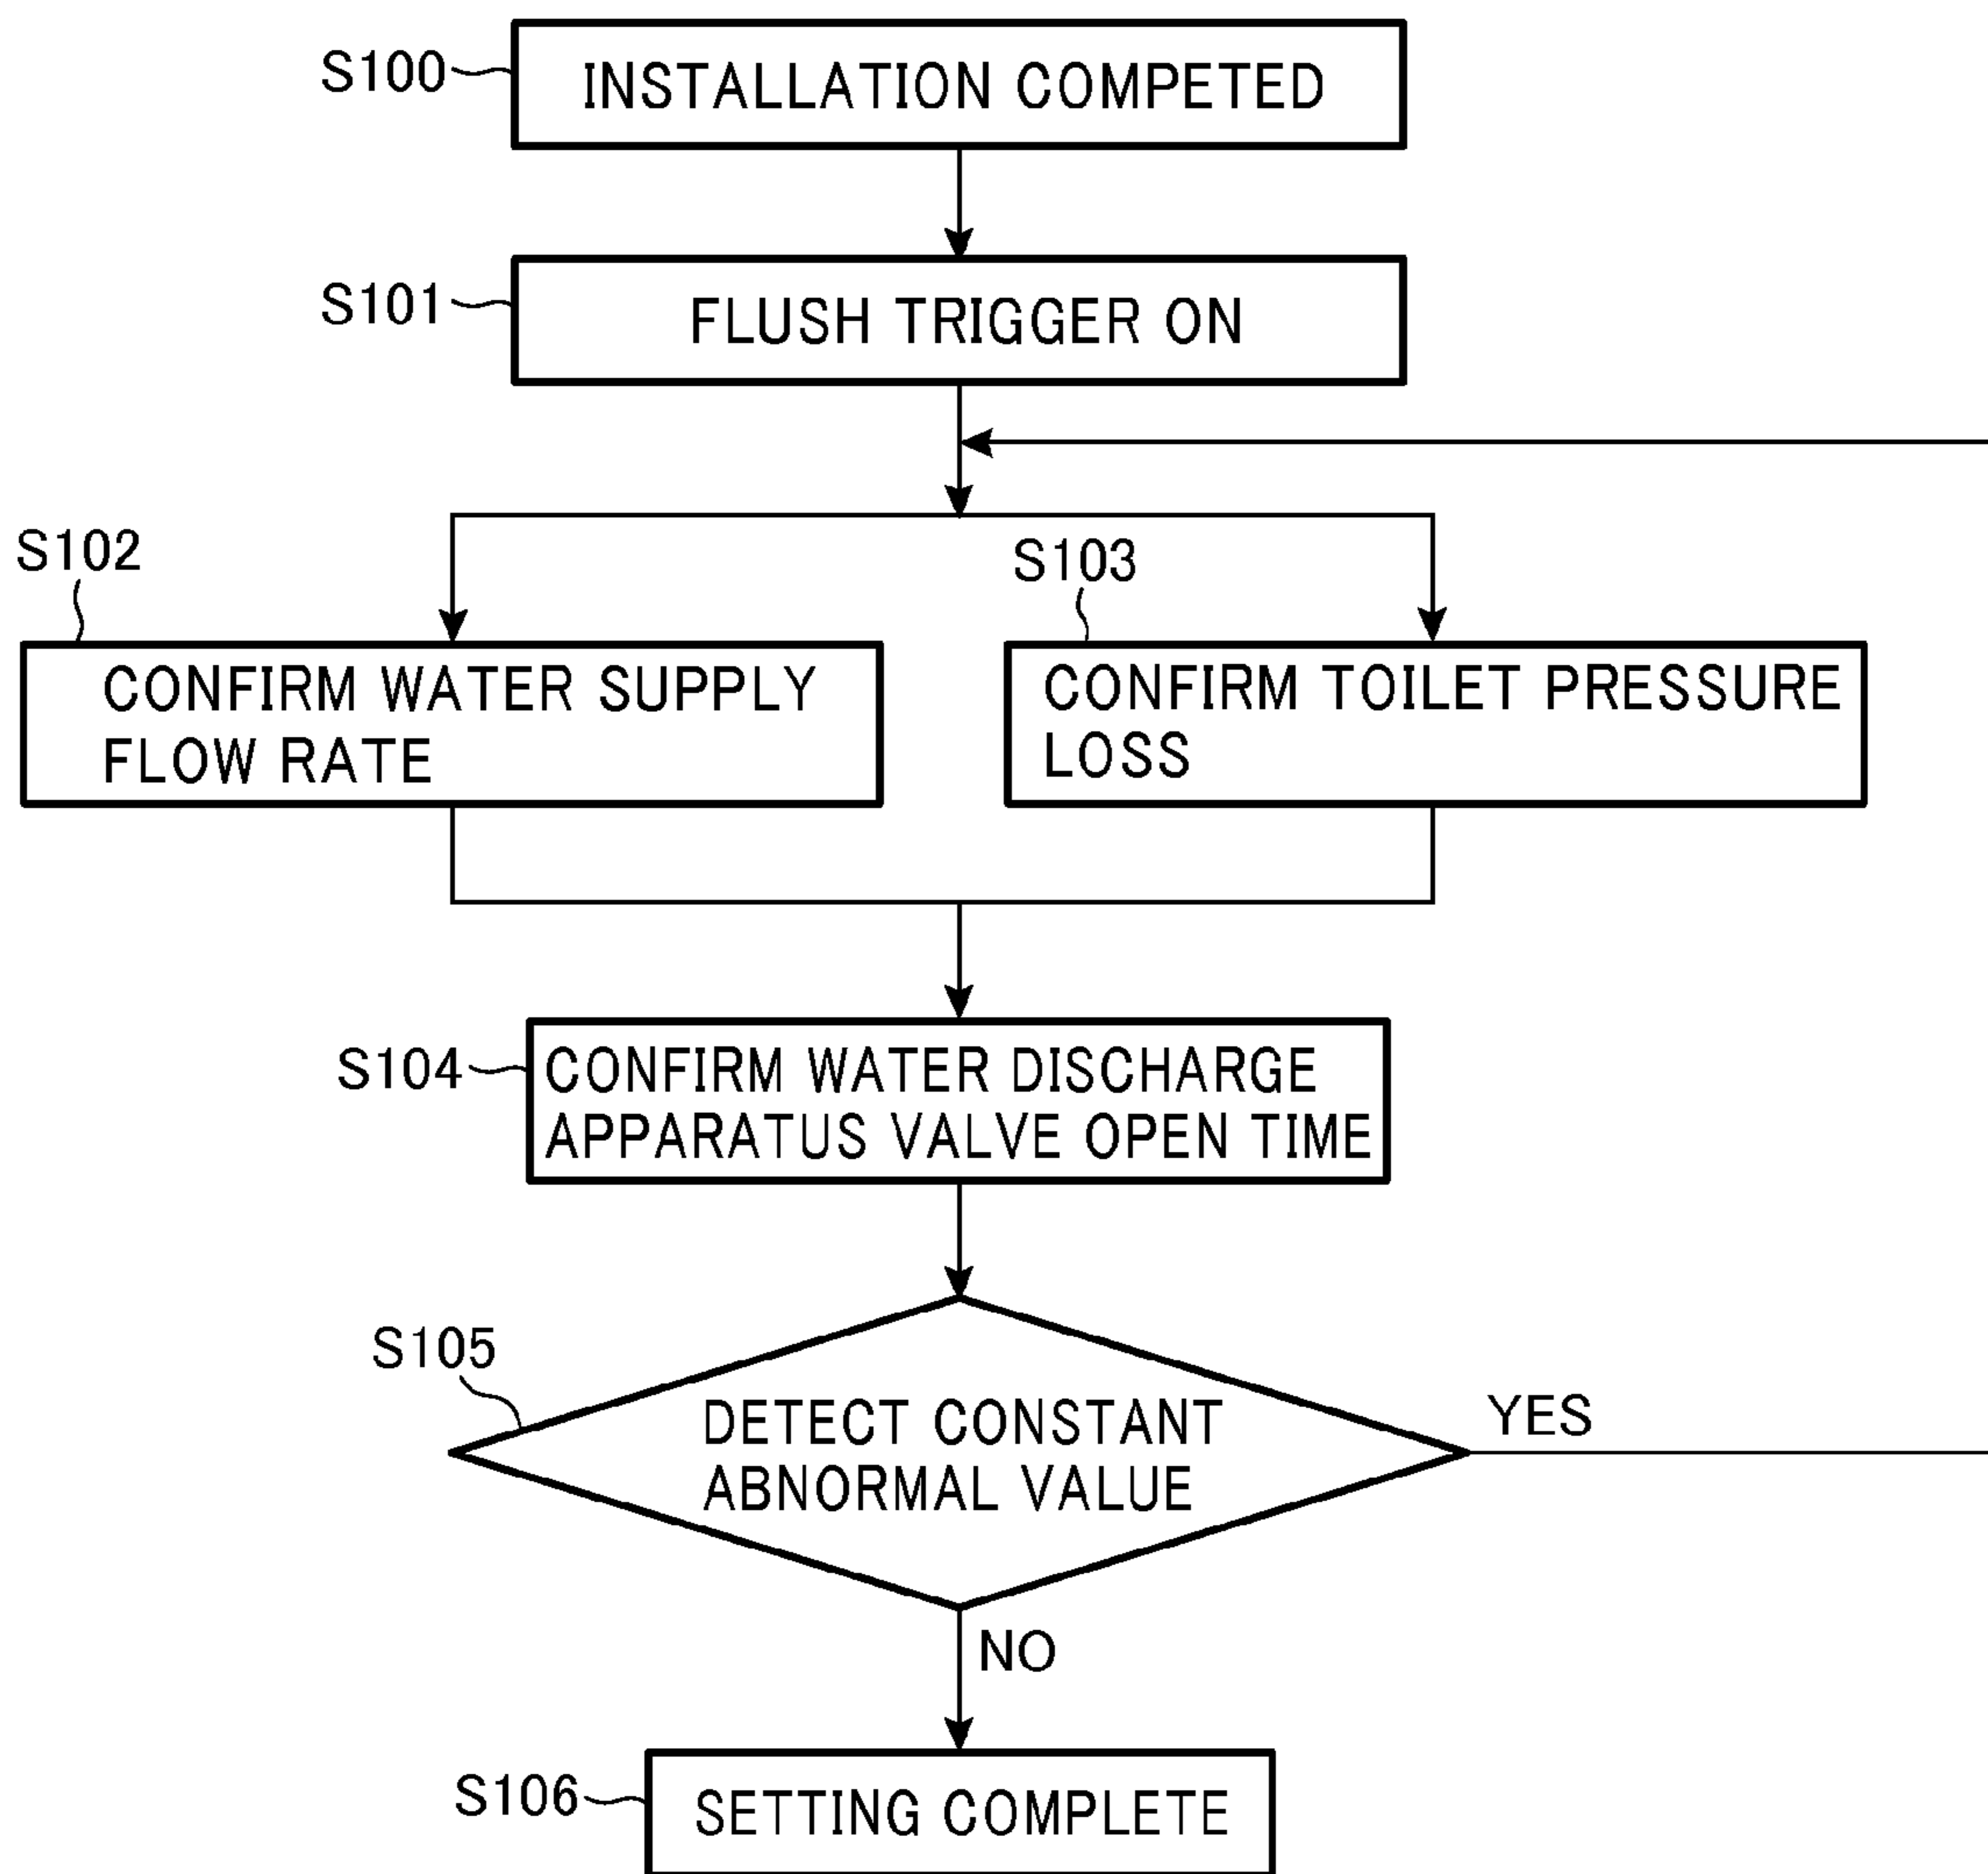 S100
INSTALLATION COMPETED
S101
FLUSH TRIGGER ON
S102
CONFIRM WATER SUPPLY
FLOW RATE
S103
CONFIRM TOILET PRESSURE
LOSS
S104
CONFIRM WATER DISCHARGE
APPARATUS VALVE OPEN TIME
S105
DETECT CONSTANT
ABNORMAL VALUE
YES
NO
S106
SETTING COMPLETE